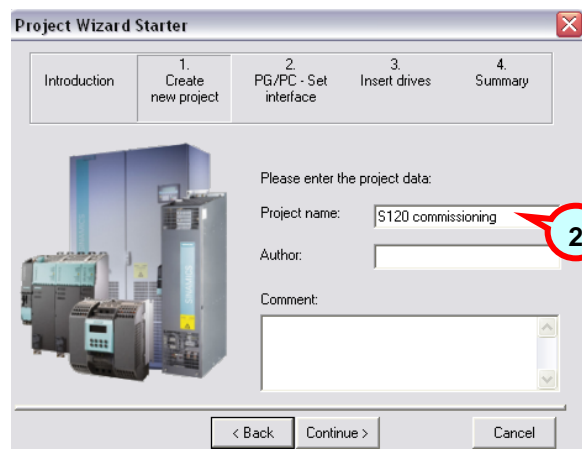 Project Wizard Starter
Introduction
1.
Create
new project
2.
PG/PC - Set
interface
3.
Insert drives
4.
Summary
Please enter the project data:
Project name:
S120 commissioning
2
Author:
Comment:
< Back
Continue >
Cancel